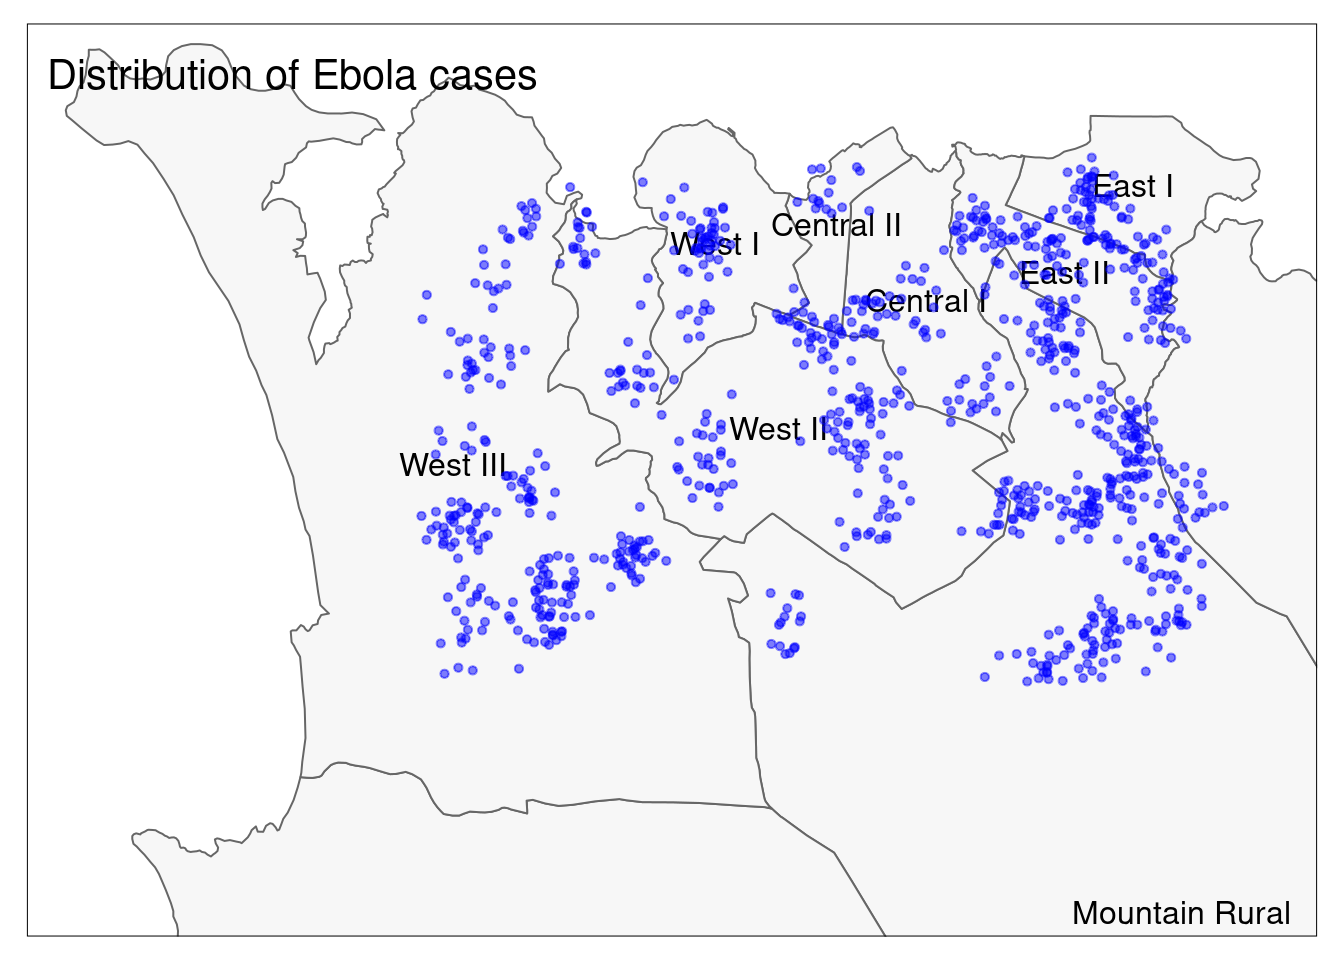 Distribution of Ebola cases
East I
Central II
West I
East II
Central I
West II
West III
Mountain Rural